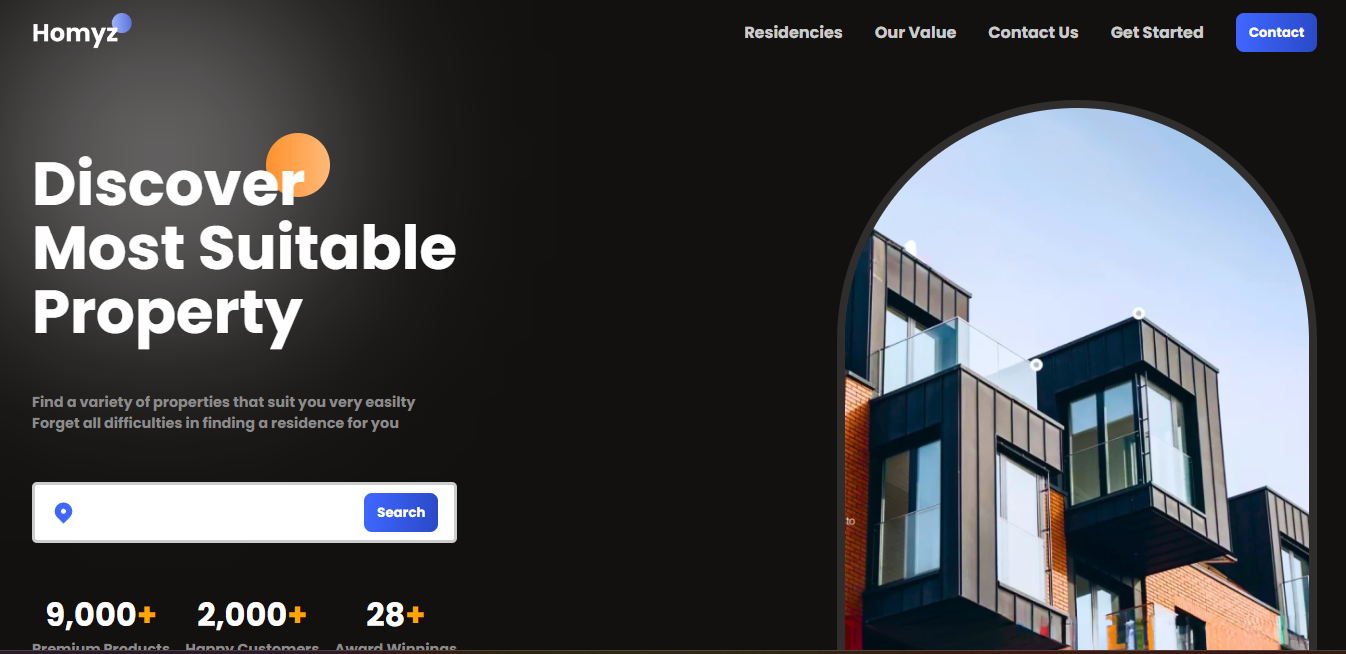 Homyz
Residencies
Our Value
Contact Us
Get Started
Contact
Discover
Most Suitable
Property
Find a variety of properties that suit you very easilty
Forget all difficulties in finding a residence for you
Search
9,000+
2,000+
28+
Premium Products
Happy Customers
Award Winnings
to